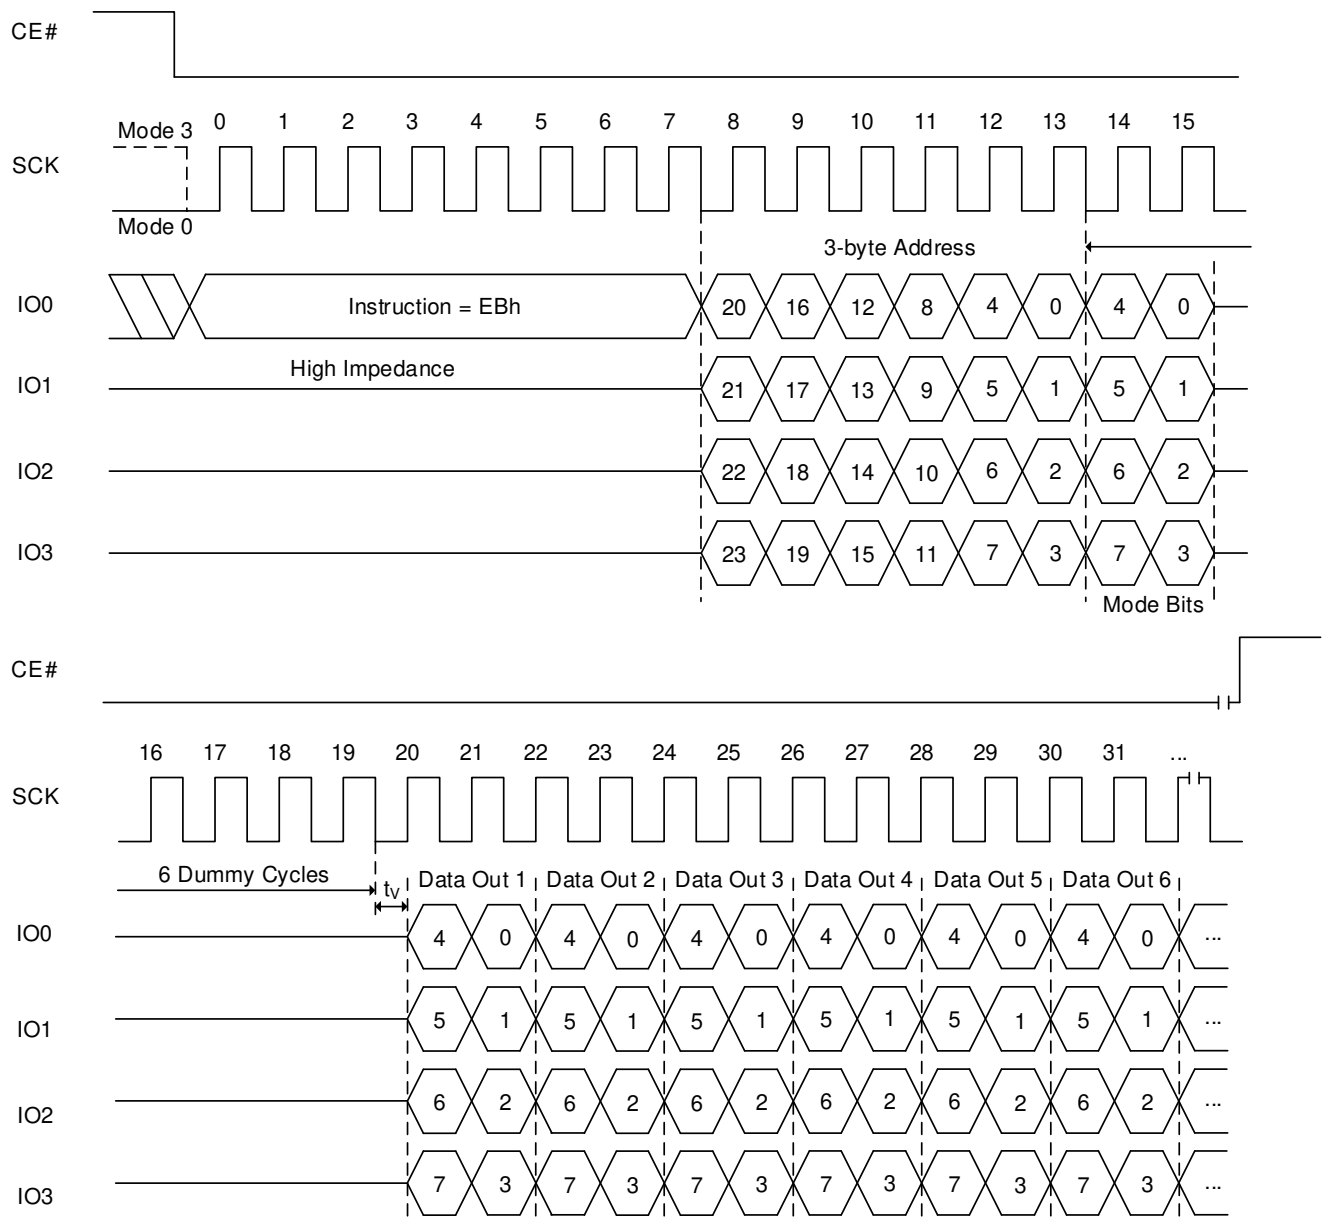 CE#
Mode 3 0 1 2 3 4 5 6 7 8 9 10 11 12 13 14 15
SCK
Mode 0
3-byte Address
IO0 Instruction = EBh 20 16 12 8 4 0 4 0
High Impedance
IO1 21 17 13 9 5 1 5 1
IO2 22 18 14 10 6 2 6 2
IO3 23 19 15 11 7 3 7 3
Mode Bits
CE#
16 17 18 19 20 21 22 23 24 25 26 27 28 29 30 31 ...
SCK
6 Dummy Cycles tV Data Out 1 Data Out 2 Data Out 3 Data Out 4 Data Out 5 Data Out 6
IO0 4 0 4 0 4 0 4 0 4 0 4 0 ...
IO1 5 1 5 1 5 1 5 1 5 1 5 1 ...
IO2 6 2 6 2 6 2 6 2 6 2 6 2 ...
IO3 7 3 7 3 7 3 7 3 7 3 7 3 ...